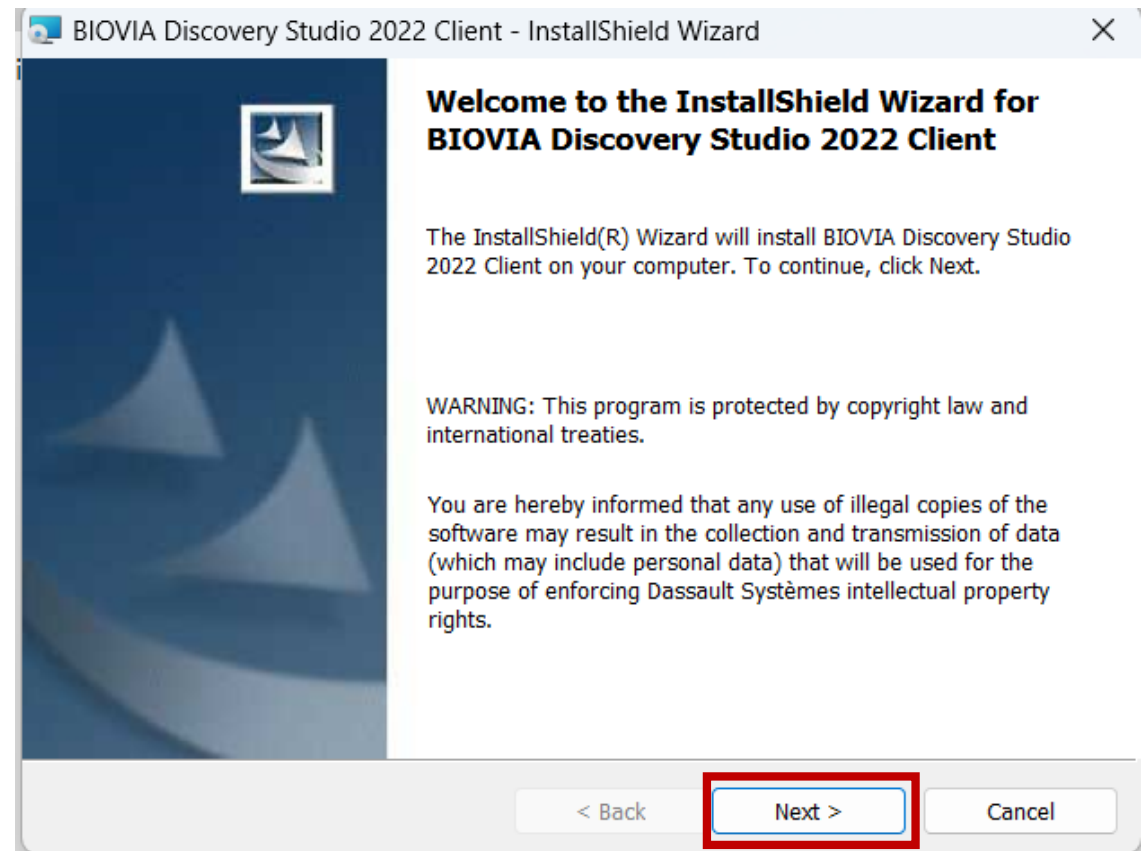 BIOVIA Discovery Studio 2022 Client - InstallShield Wizard
Welcome to the InstallShield Wizard for
BIOVIA Discovery Studio 2022 Client
The InstallShield(R) Wizard will install BIOVIA Discovery Studio
2022 Client on your computer. To continue, click Next.
WARNING: This program is protected by copyright law and
international treaties.
You are hereby informed that any use of illegal copies of the
software may result in the collection and transmission of data
(which may include personal data) that will be used for the
purpose of enforcing Dassault Systèmes intellectual property
rights.
< Back Next > Cancel